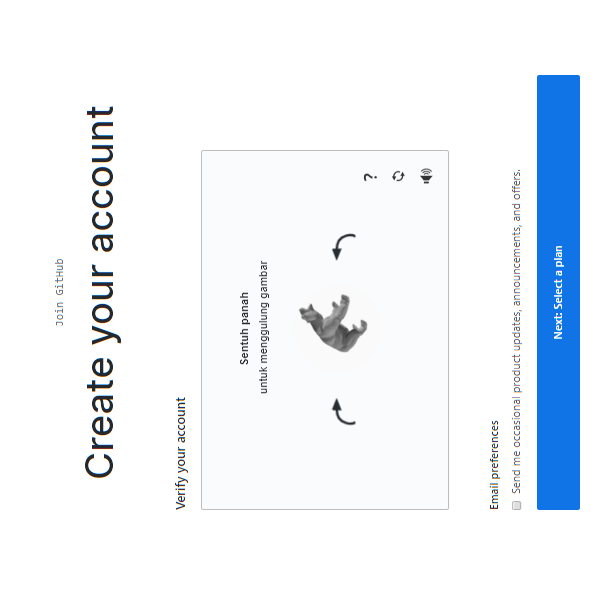 Join GitHub
Create your account
Verify your account
Sentuh panah
untuk menggulung gambar
?
Email preferences
Send me occasional product updates, announcements, and offers.
Next: Select a plan